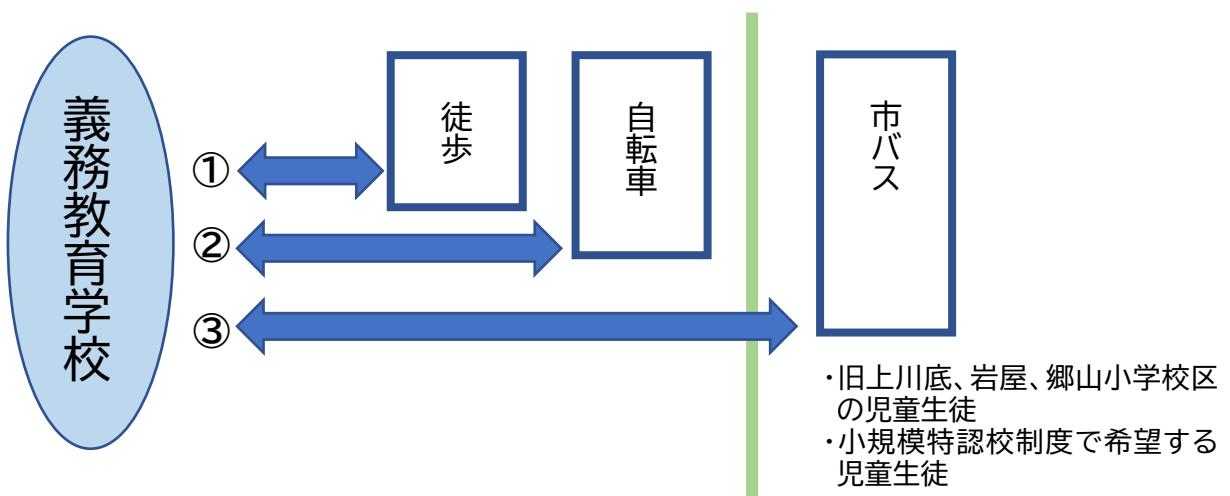 義務教育学校
①
徒歩
②
自転車
③
市バス
・旧上川底、岩屋、郷山小学校区
の児童生徒
・小規模特認校制度で希望する
児童生徒